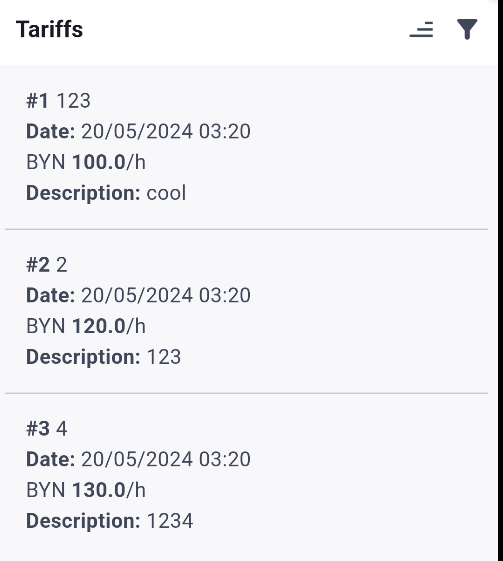 Tariffs
#1 123
Date: 20/05/2024 03:20
BYN 100.0/h
Description: cool
#2 2
Date: 20/05/2024 03:20
BYN 120.0/h
Description: 123
#3 4
Date: 20/05/2024 03:20
BYN 130.0/h
Description: 1234